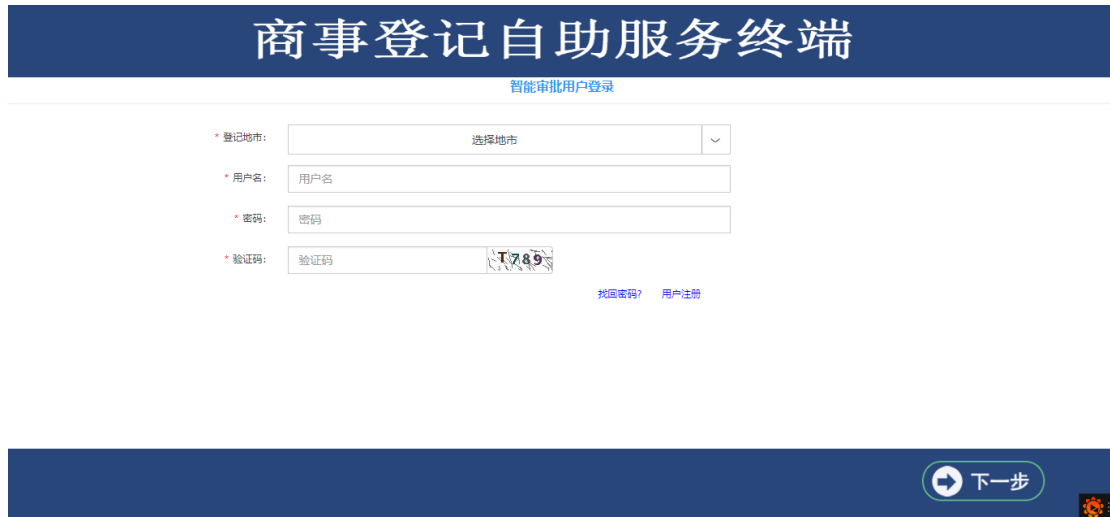 商事登记自助服务终端
智能审批用户登录
* 登记地市: 选择地市
* 用户名: 用户名
* 密码: 密码
* 验证码: 验证码 T789
找回密码? 用户注册
下一步